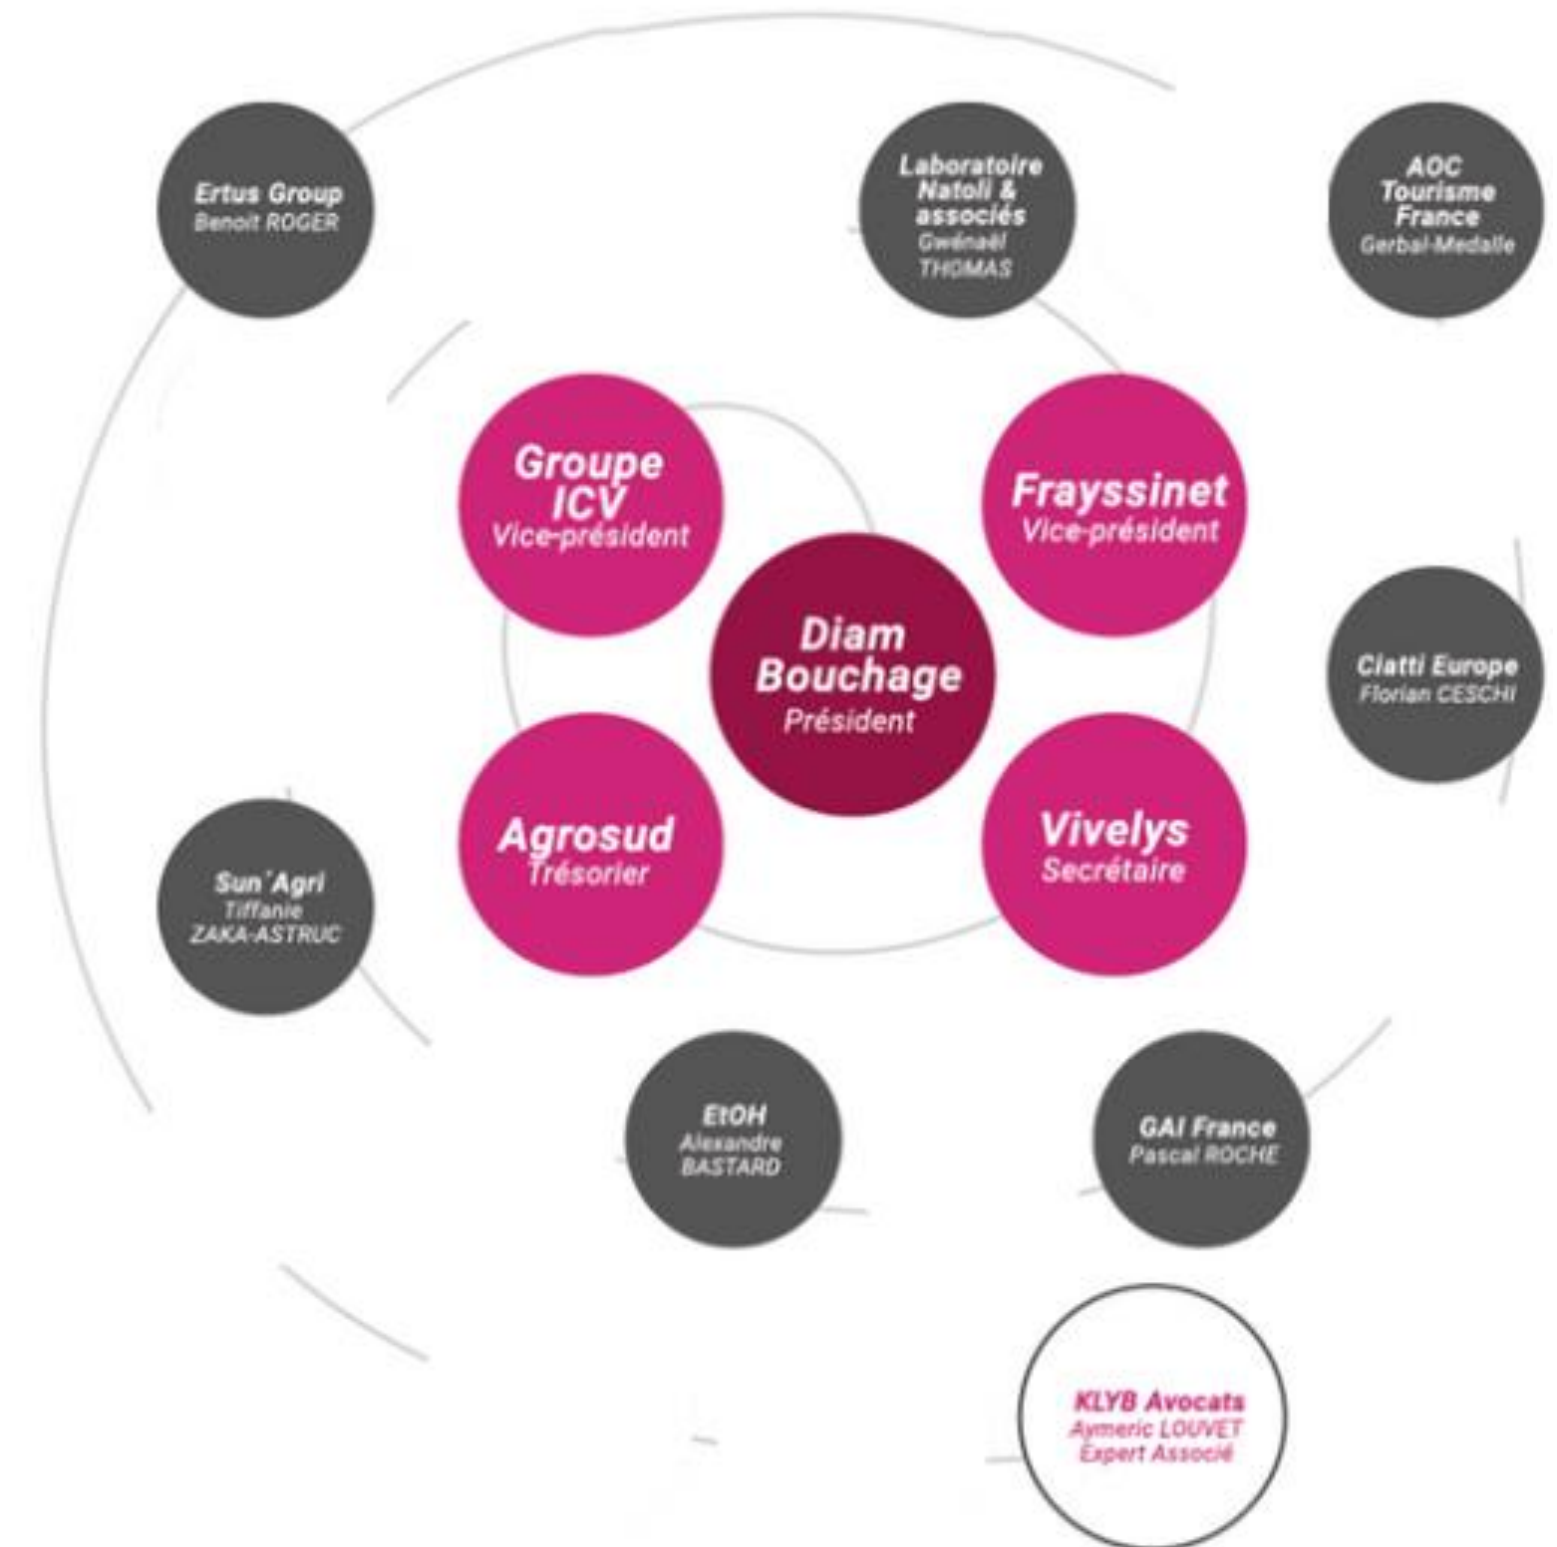 Ertus Group
Benoit ROGER
Laboratoire
Natoli &
associés
Gwénaël
THOMAS
AOC
Tourisme
France
Gerbal-Medalle
Groupe
ICV
Vice-président
Frayssinet
Vice-président
Diam
Bouchage
Président
Ciatti Europe
Florian CESCHI
Agrosud
Trésorier
Vivelys
Secrétaire
Sun'Agri
Tiffanie
ZAKA-ASTRUC
EtOH
Alexandre
BASTARD
GAI France
Pascal ROCHE
KLYB Avocats
Aymeric LOUVET
Expert Associé